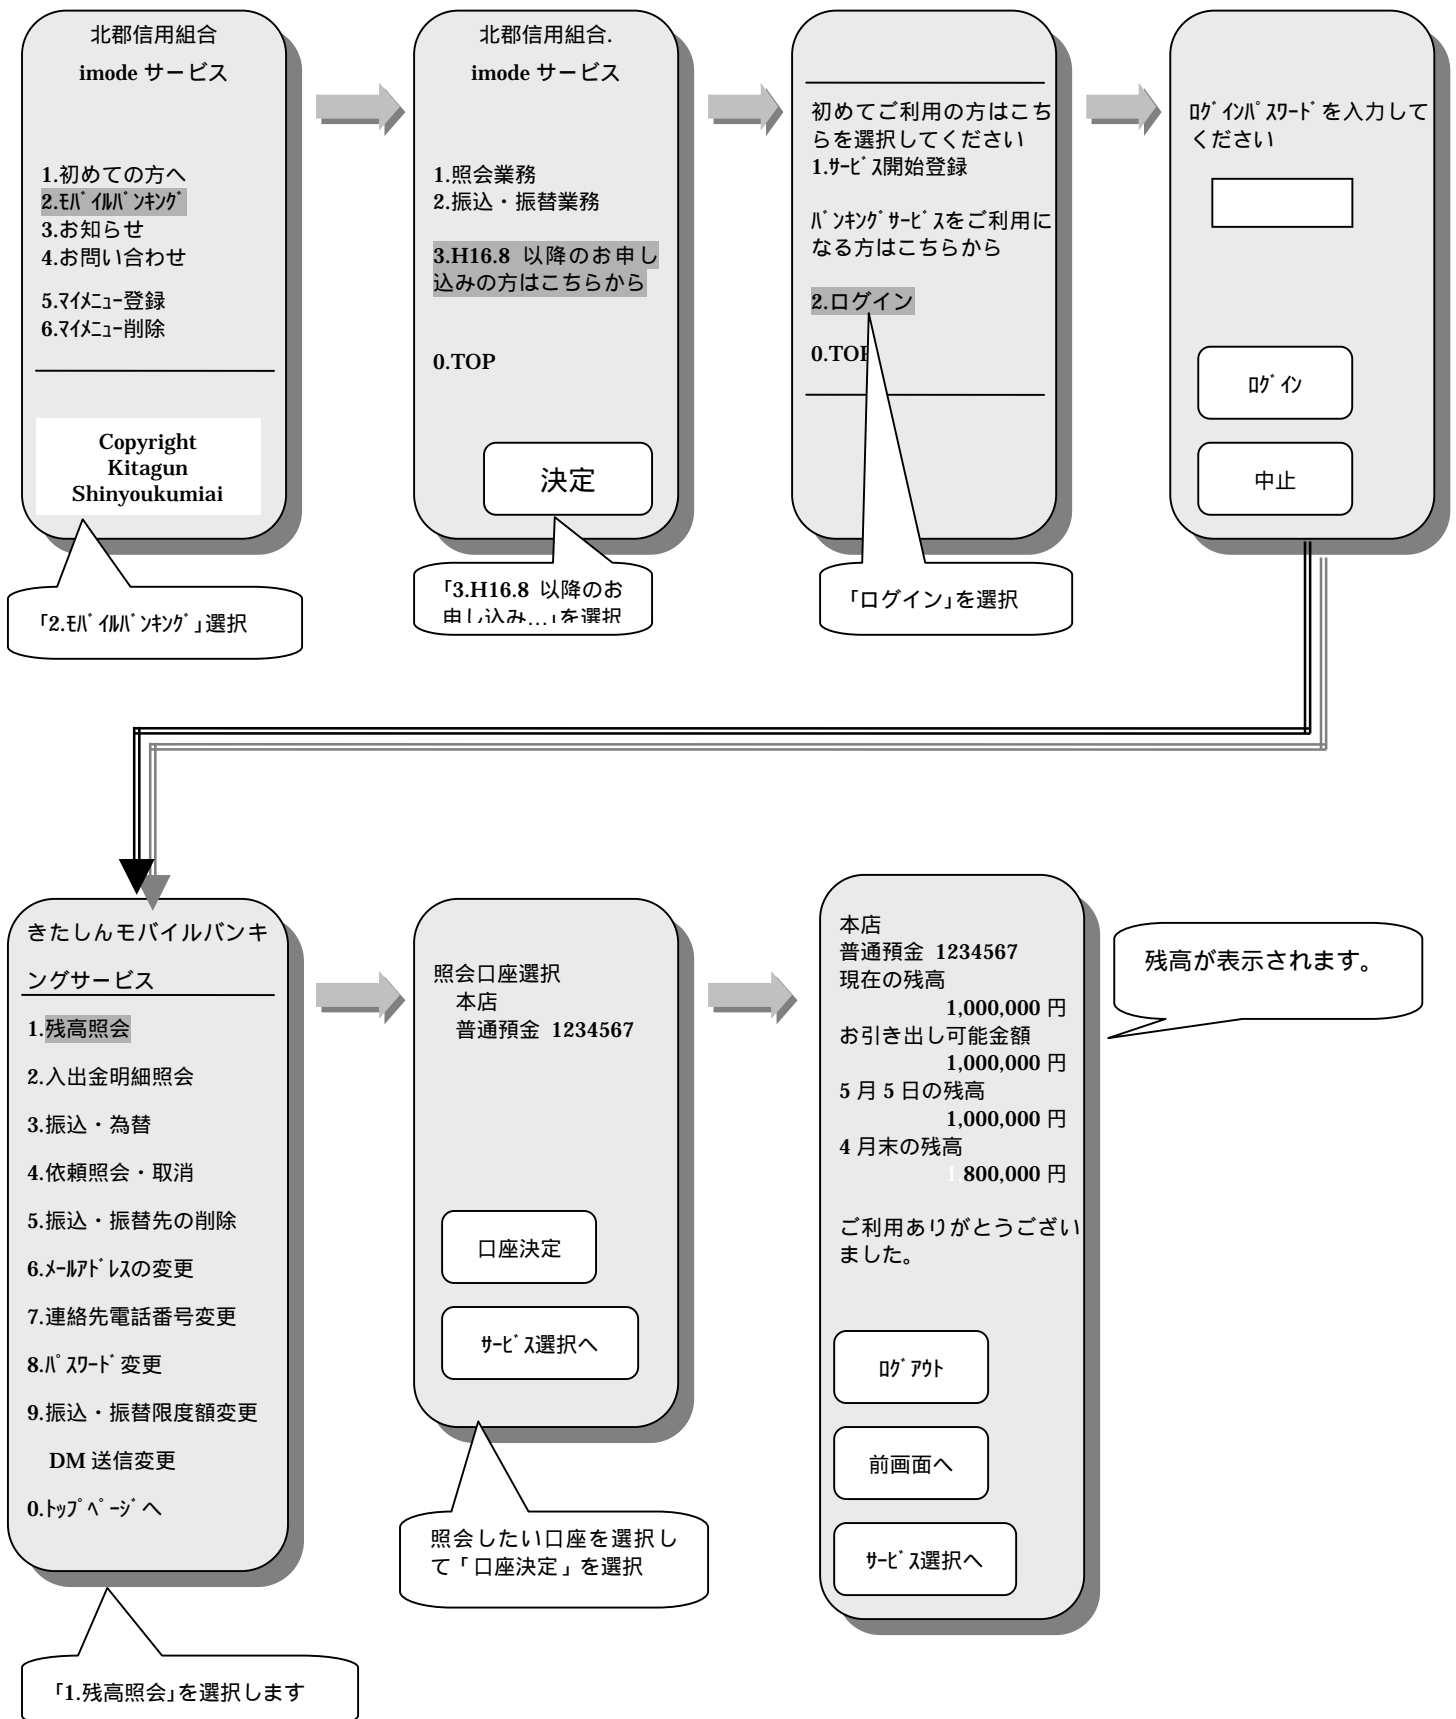 北郡信用組合
imode サービス
1.初めての方へ
2.ﾓﾊﾞｲﾙﾊﾞﾝｷﾝｸﾞ
3.お知らせ
4.お問い合わせ
5.ﾏｲﾒﾆｭｰ登録
6.ﾏｲﾒﾆｭｰ削除
Copyright
Kitagun
Shinyoukumiai
「2.ﾓﾊﾞｲﾙﾊﾞﾝｷﾝｸﾞ」選択
北郡信用組合.
imode サービス
1.照会業務
2.振込・振替業務
3.H16.8 以降のお申し
込みの方はこちらから
0.TOP
決定
「3.H16.8 以降のお
申し込み…」を選択
初めてご利用の方はこち
らを選択してください
1.ｻｰﾋﾞｽ開始登録
ﾊﾞﾝｷﾝｸﾞｻｰﾋﾞｽをご利用に
なる方はこちらから
2.ログイン
0.TOP
「ログイン」を選択
ﾛｸﾞｲﾝﾊﾟｽﾜｰﾄﾞを入力して
ください
ﾛｸﾞｲﾝ
中止
きたしんモバイルバンキ
ングサービス
1.残高照会
2.入出金明細照会
3.振込・為替
4.依頼照会・取消
5.振込・振替先の削除
6.ﾒｰﾙｱﾄﾞﾚｽの変更
7.連絡先電話番号変更
8.ﾊﾟｽﾜｰﾄﾞ変更
9.振込・振替限度額変更
DM 送信変更
0.ﾄｯﾌﾟﾍﾟｰｼﾞへ
「1.残高照会」を選択します
照会口座選択
本店
普通預金 1234567
口座決定
ｻｰﾋﾞｽ選択へ
照会したい口座を選択し
て「口座決定」を選択
本店
普通預金 1234567
現在の残高
1,000,000 円
お引き出し可能金額
1,000,000 円
5 月 5 日の残高
1,000,000 円
4 月末の残高
1,800,000 円
ご利用ありがとうござい
ました。
ﾛｸﾞｱｳﾄ
前画面へ
ｻｰﾋﾞｽ選択へ
残高が表示されます。